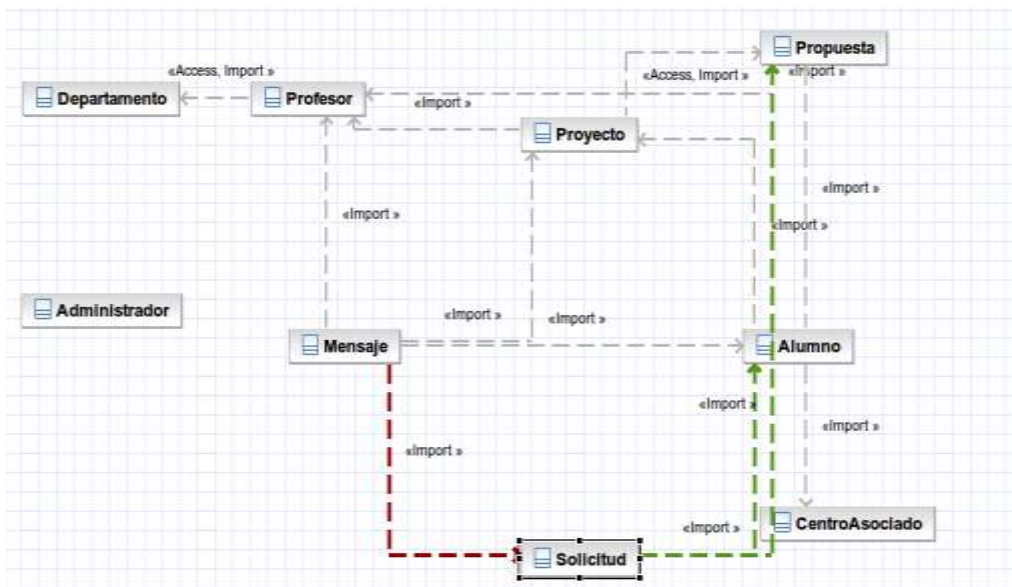 Propuesta
«Access, Import »
«Access, Import »
«Import »
Departamento
Profesor
«Import »
Proyecto
«Import »
«Import »
«Import »
Administrador
«Import »
«Import »
Mensaje
Alumno
«Import »
«Import »
«Import »
«Import »
CentroAsociado
Solicitud